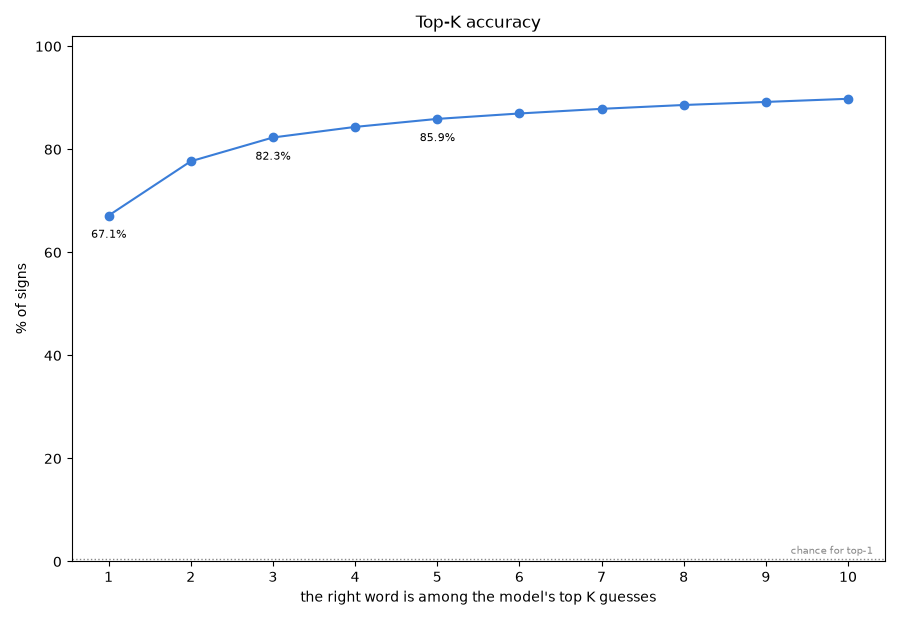 Top-K accuracy
100
80
60
40
20
0
% of signs
67.1%
82.3%
85.9%
chance for top-1
1 2 3 4 5 6 7 8 9 10
the right word is among the model's top K guesses